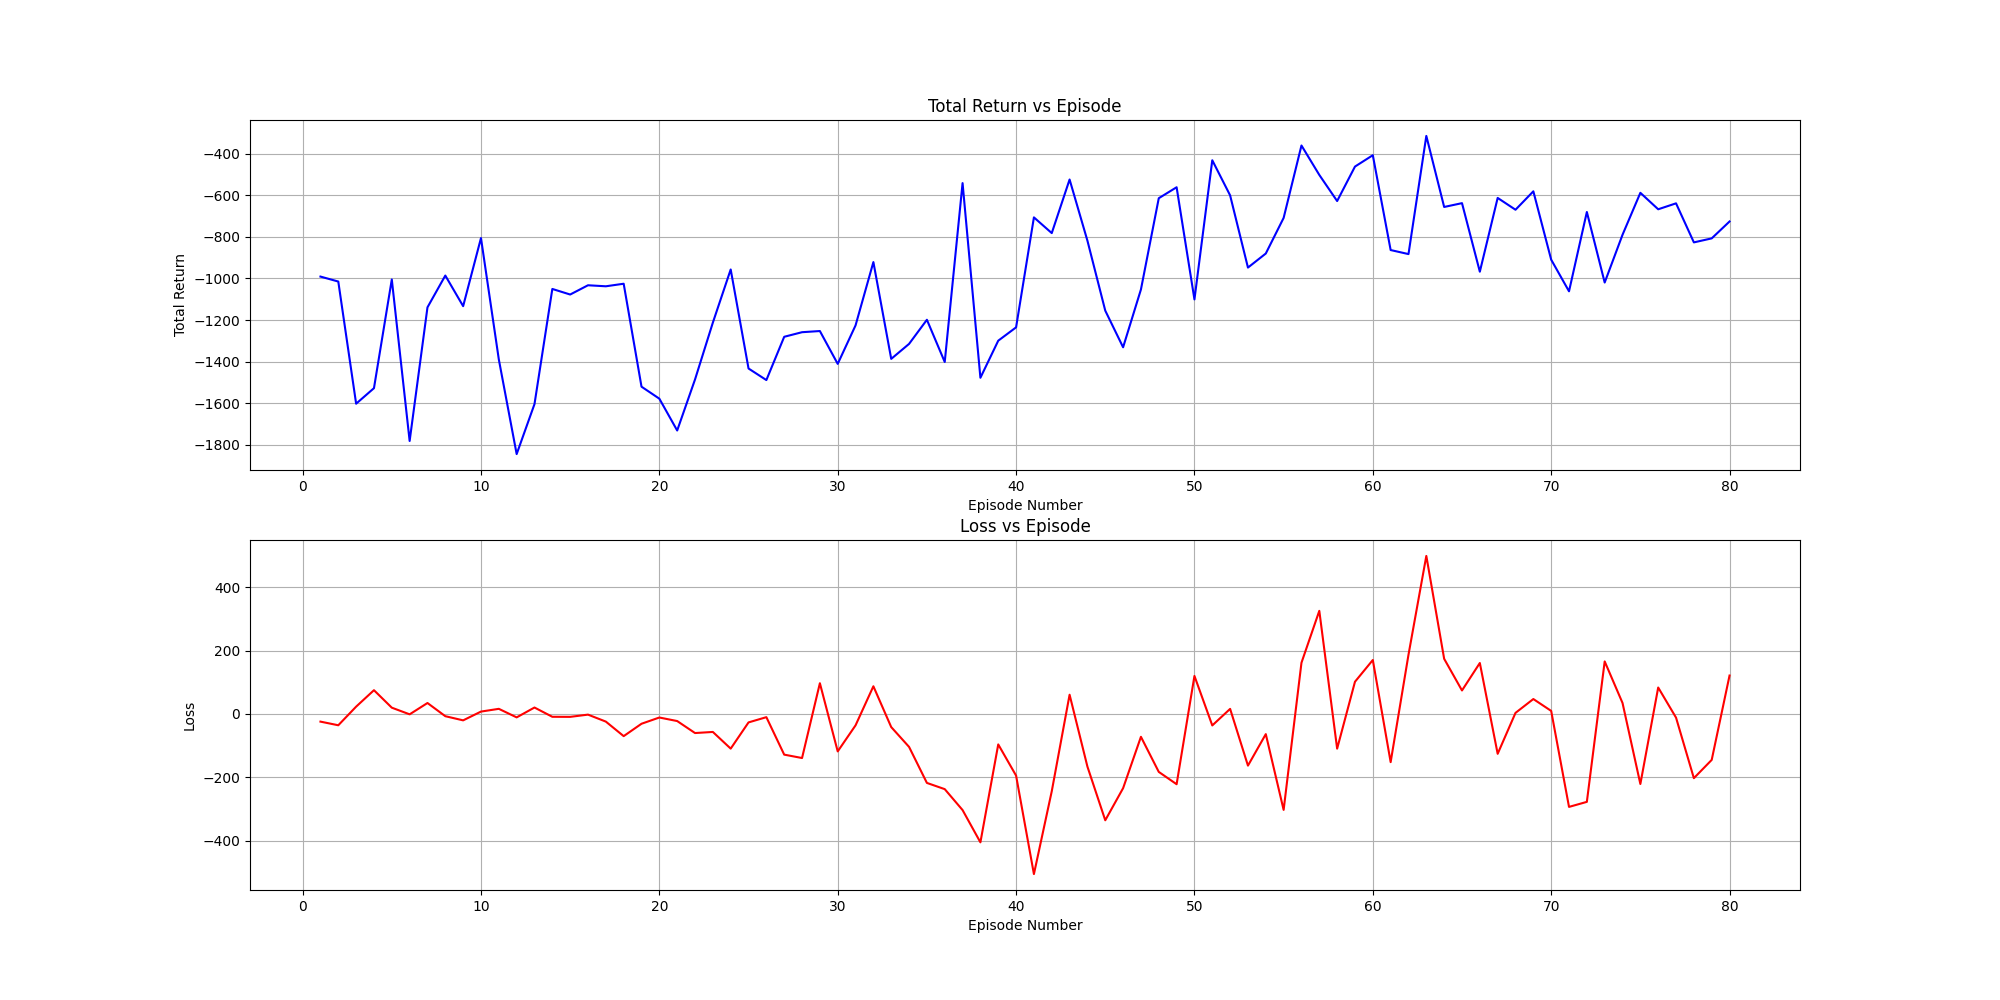 Total Return vs Episode
Total Return
−400
−600
−800
−1000
−1200
−1400
−1600
−1800
0 10 20 30 40 50 60 70 80
Episode Number
Loss vs Episode
Loss
400
200
0
−200
−400
0 10 20 30 40 50 60 70 80
Episode Number